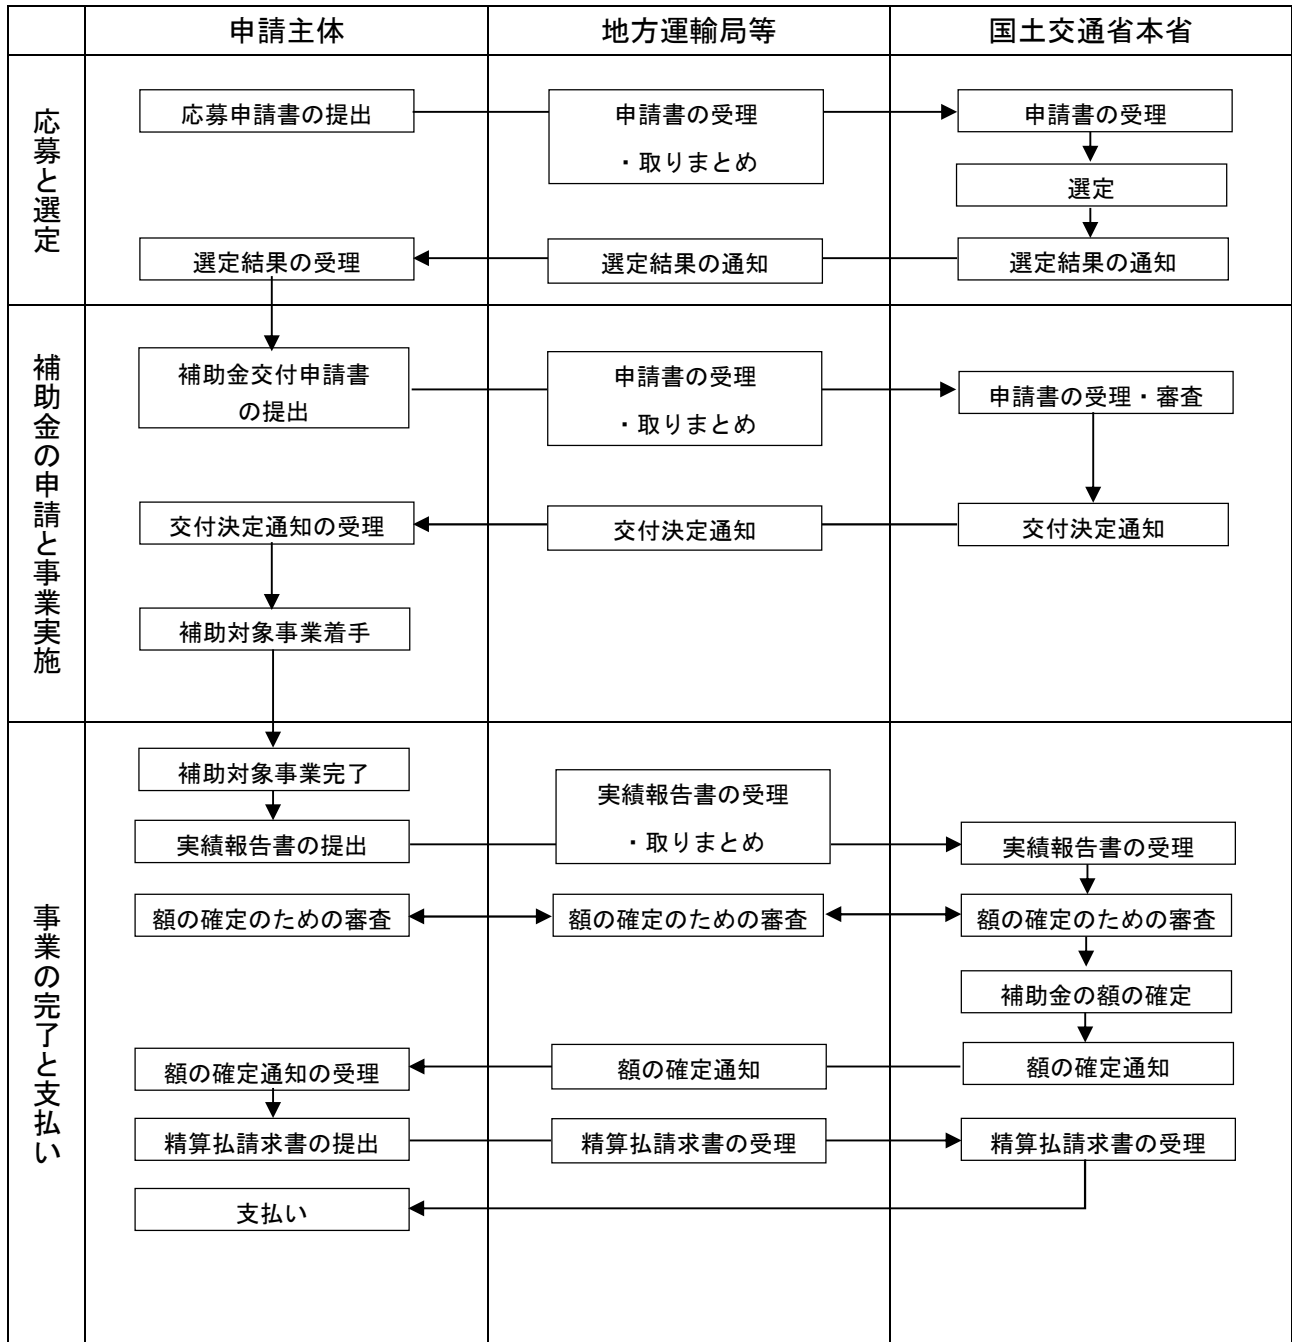 申請主体
地方運輸局等
国土交通省本省
応募と選定
応募申請書の提出
申請書の受理
・取りまとめ
申請書の受理
選定
選定結果の受理
選定結果の通知
選定結果の通知
補助金の申請と事業実施
補助金交付申請書
の提出
申請書の受理
・取りまとめ
申請書の受理・審査
交付決定通知の受理
交付決定通知
交付決定通知
補助対象事業着手
事業の完了と支払い
補助対象事業完了
実績報告書の提出
実績報告書の受理
・取りまとめ
実績報告書の受理
額の確定のための審査
額の確定のための審査
額の確定のための審査
補助金の額の確定
額の確定通知の受理
額の確定通知
額の確定通知
精算払請求書の提出
精算払請求書の受理
精算払請求書の受理
支払い